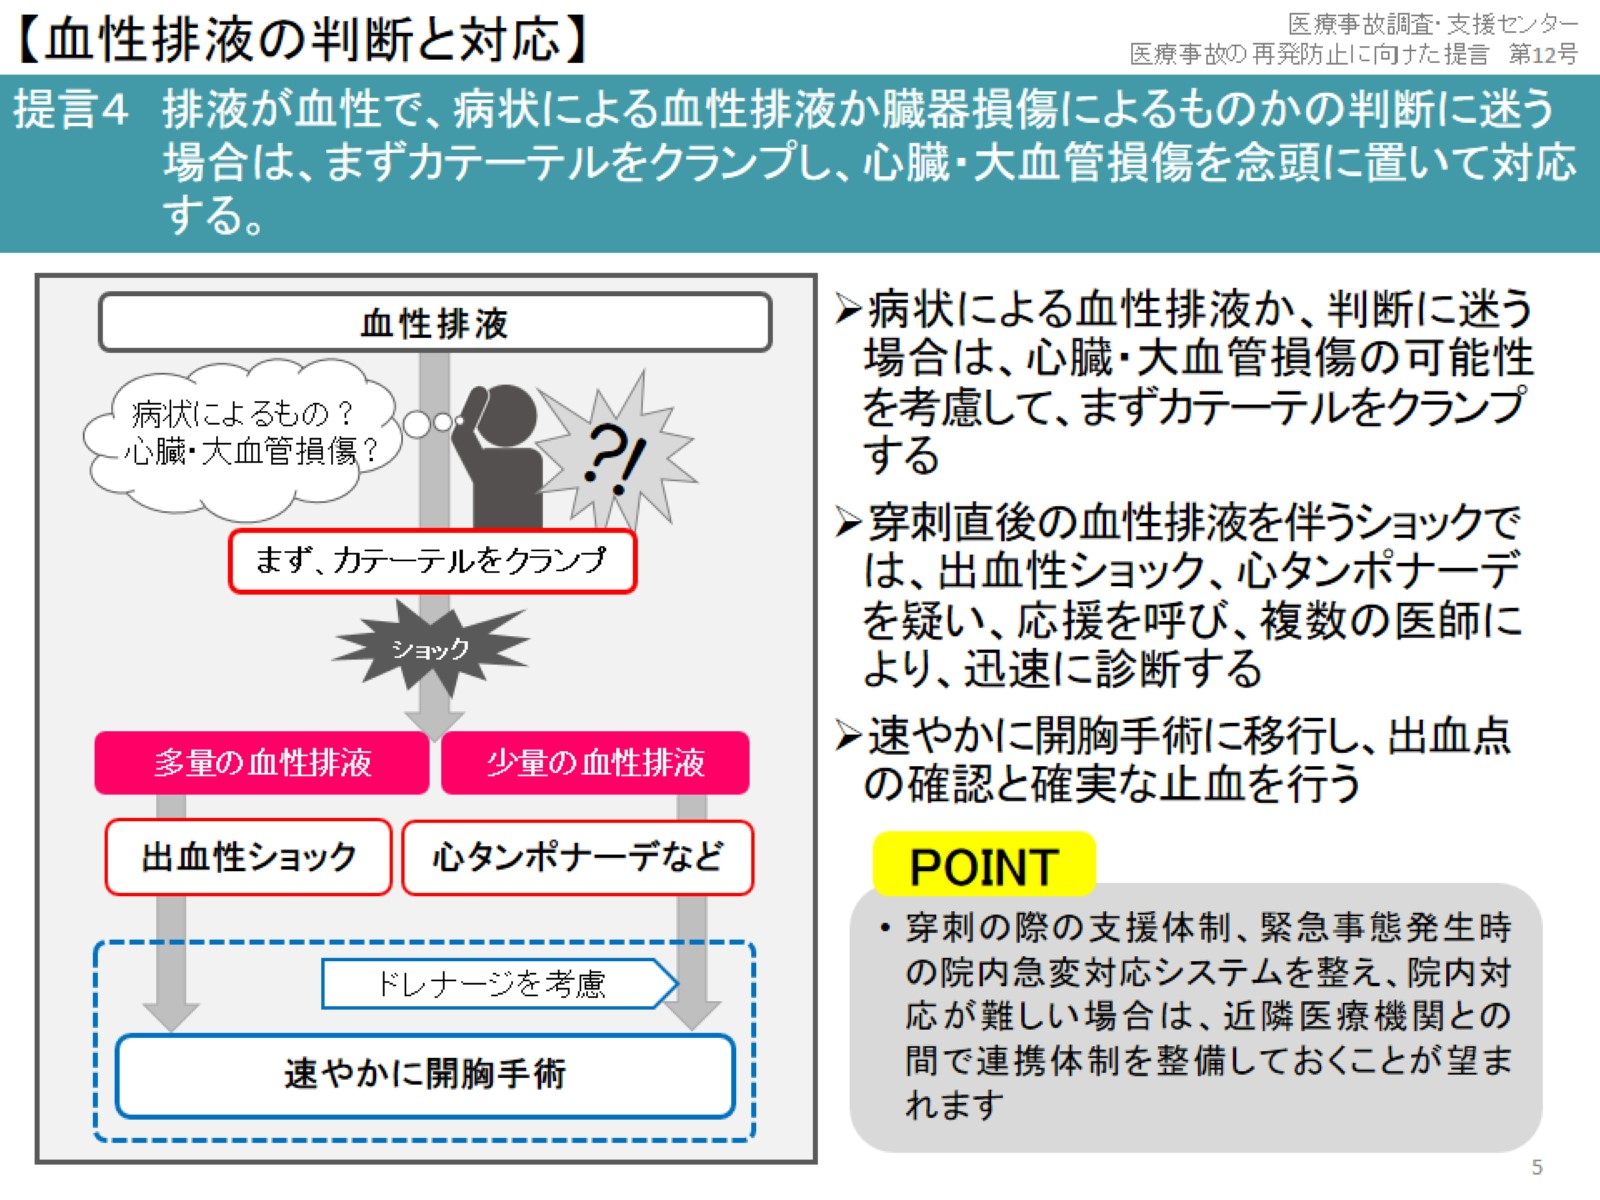 【血性排液の判断と対応】
医療事故調査・支援センター
医療事故の再発防止に向けた提言　第12号
提言4　排液が血性で、病状による血性排液か臓器損傷によるものかの判断に迷う
場合は、まずカテーテルをクランプし、心臓・大血管損傷を念頭に置いて対応
する。
血性排液
病状によるもの？
心臓・大血管損傷？
?!
まず、カテーテルをクランプ
ショック
多量の血性排液
少量の血性排液
出血性ショック
心タンポナーデなど
ドレナージを考慮
速やかに開胸手術
➢病状による血性排液か、判断に迷う
場合は、心臓・大血管損傷の可能性
を考慮して、まずカテーテルをクランプ
する
➢穿刺直後の血性排液を伴うショックで
は、出血性ショック、心タンポナーデ
を疑い、応援を呼び、複数の医師に
より、迅速に診断する
➢速やかに開胸手術に移行し、出血点
の確認と確実な止血を行う
POINT
• 穿刺の際の支援体制、緊急事態発生時
の院内急変対応システムを整え、院内対
応が難しい場合は、近隣医療機関との
間で連携体制を整備しておくことが望ま
れます
5